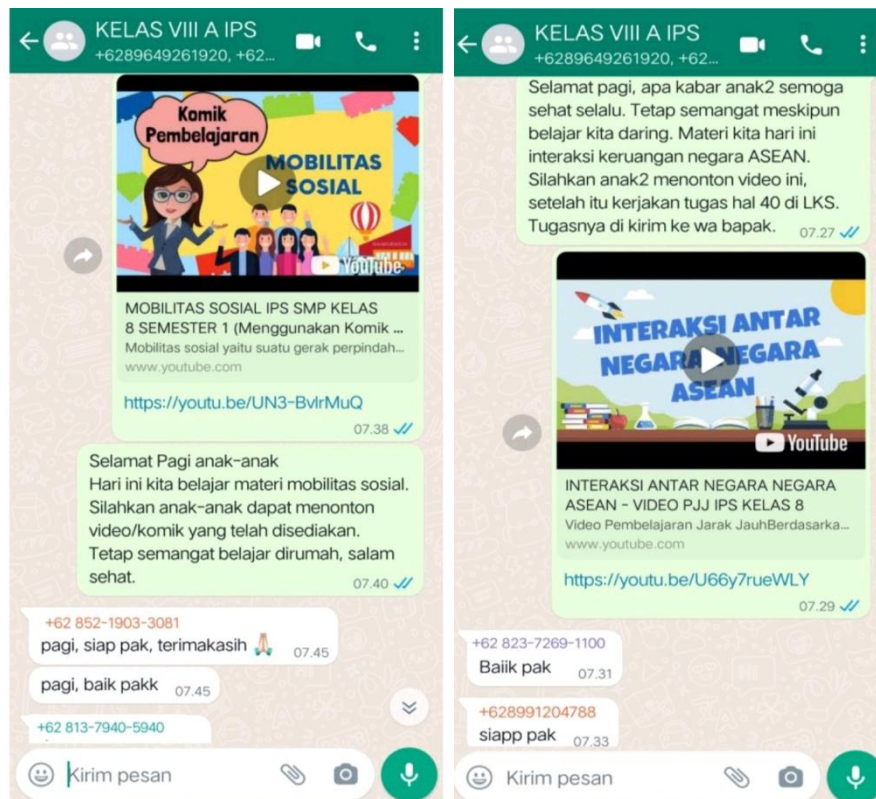 KELAS VIII A IPS
+6289649261920, +62...
Komik
Pembelajaran
MOBILITAS
SOSIAL
YouTube
MOBILITAS SOSIAL IPS SMP KELAS
8 SEMESTER 1 (Menggunakan Komik ...
Mobilitas sosial yaitu suatu gerak perpindah...
www.youtube.com
https://youtu.be/UN3-BvlrMuQ
07.38
Selamat Pagi anak-anak
Hari ini kita belajar materi mobilitas sosial.
Silahkan anak-anak dapat menonton
video/komik yang telah disediakan.
Tetap semangat belajar dirumah, salam
sehat.
07.40
+62 852-1903-3081
pagi, siap pak, terimakasih 🙏🏻
07.45
pagi, baik pakk
07.45
+62 813-7940-5940
Kirim pesan
KELAS VIII A IPS
+6289649261920, +62...
Selamat pagi, apa kabar anak2 semoga
sehat selalu. Tetap semangat meskipun
belajar kita daring. Materi kita hari ini
interaksi keruangan negara ASEAN.
Silahkan anak2 menonton video ini,
setelah itu kerjakan tugas hal 40 di LKS.
Tugasnya di kirim ke wa bapak.
07.27
INTERAKSI ANTAR
NEGARA NEGARA
ASEAN
YouTube
INTERAKSI ANTAR NEGARA NEGARA
ASEAN - VIDEO PJJ IPS KELAS 8
Video Pembelajaran Jarak JauhBerdasarka...
www.youtube.com
https://youtu.be/U66y7rueWLY
07.29
+62 823-7269-1100
Baiik pak
07.31
+628991204788
siapp pak
07.33
Kirim pesan